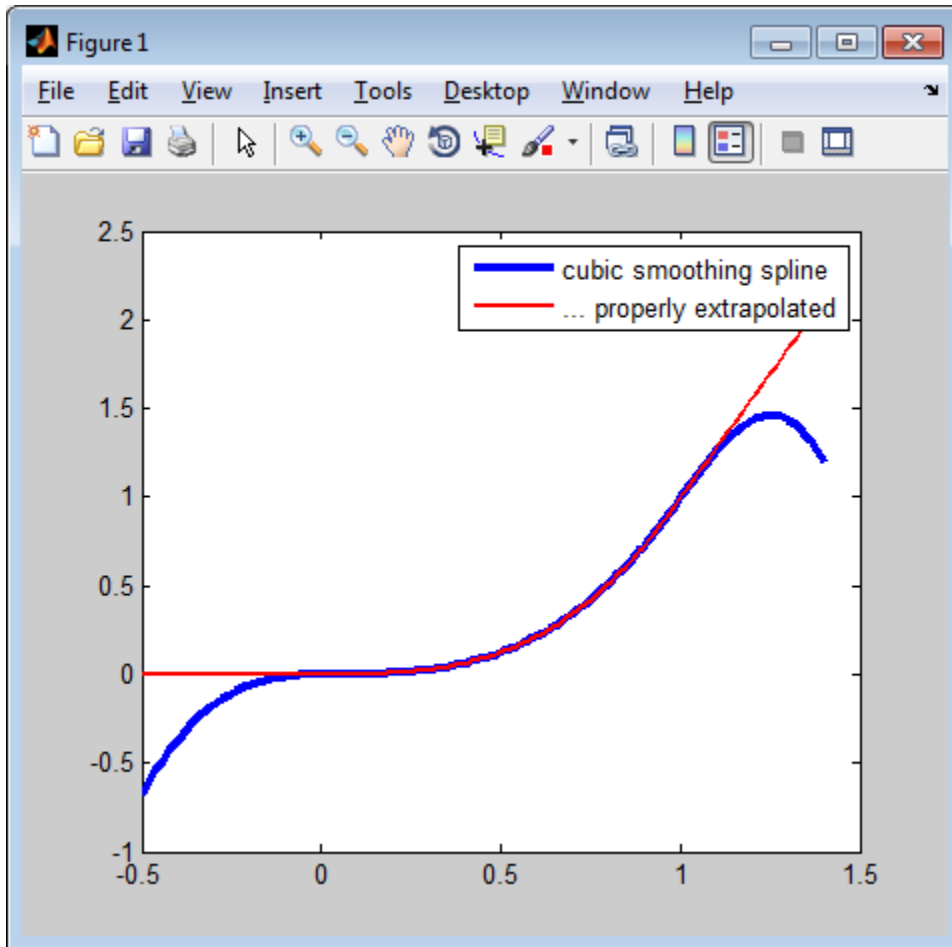 Figure 1
File Edit View Insert Tools Desktop Window Help
2.5
cubic smoothing spline
... properly extrapolated
2
1.5
1
0.5
0
-0.5
-1
-0.5 0 0.5 1 1.5